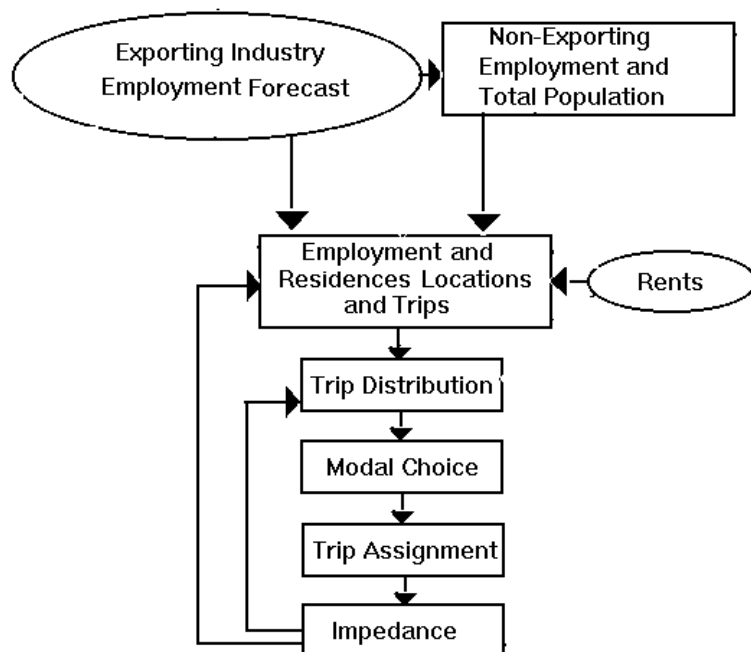 Exporting Industry
Employment Forecast
Non-Exporting
Employment and
Total Population
Employment and
Residences Locations
and Trips
Rents
Trip Distribution
Modal Choice
Trip Assignment
Impedance